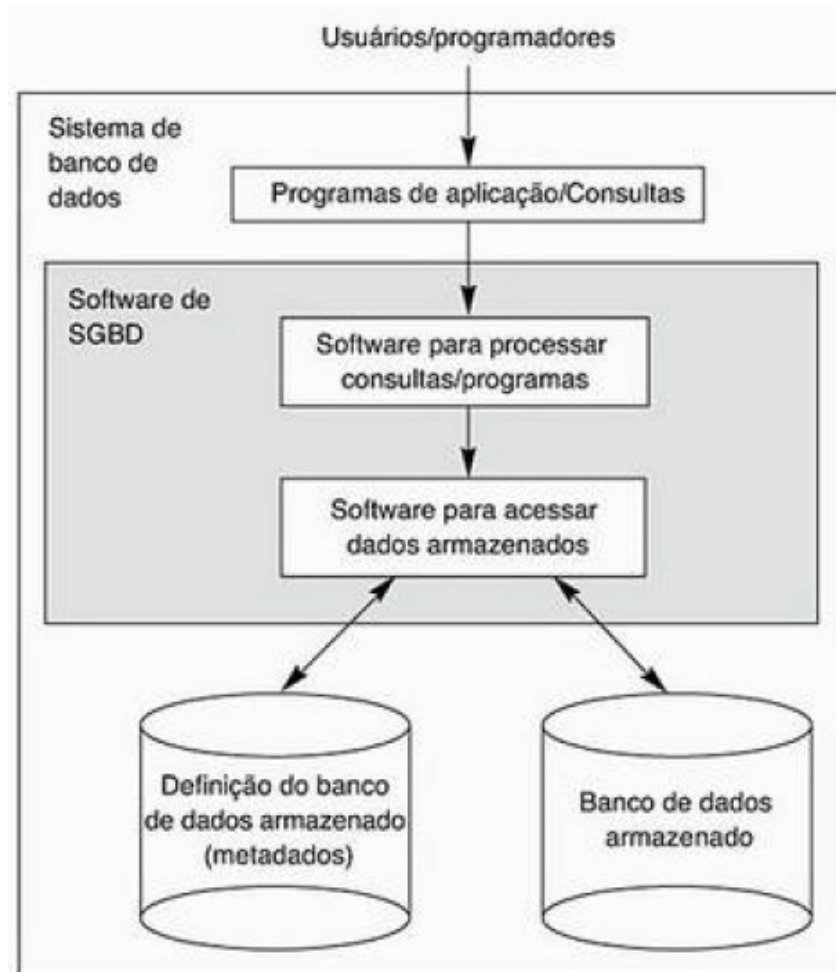 Usuários/programadores
Sistema de
banco de
dados
Programas de aplicação/Consultas
Software de
SGBD
Software para processar
consultas/programas
Software para acessar
dados armazenados
Definição do banco
de dados armazenado
(metadados)
Banco de dados
armazenado